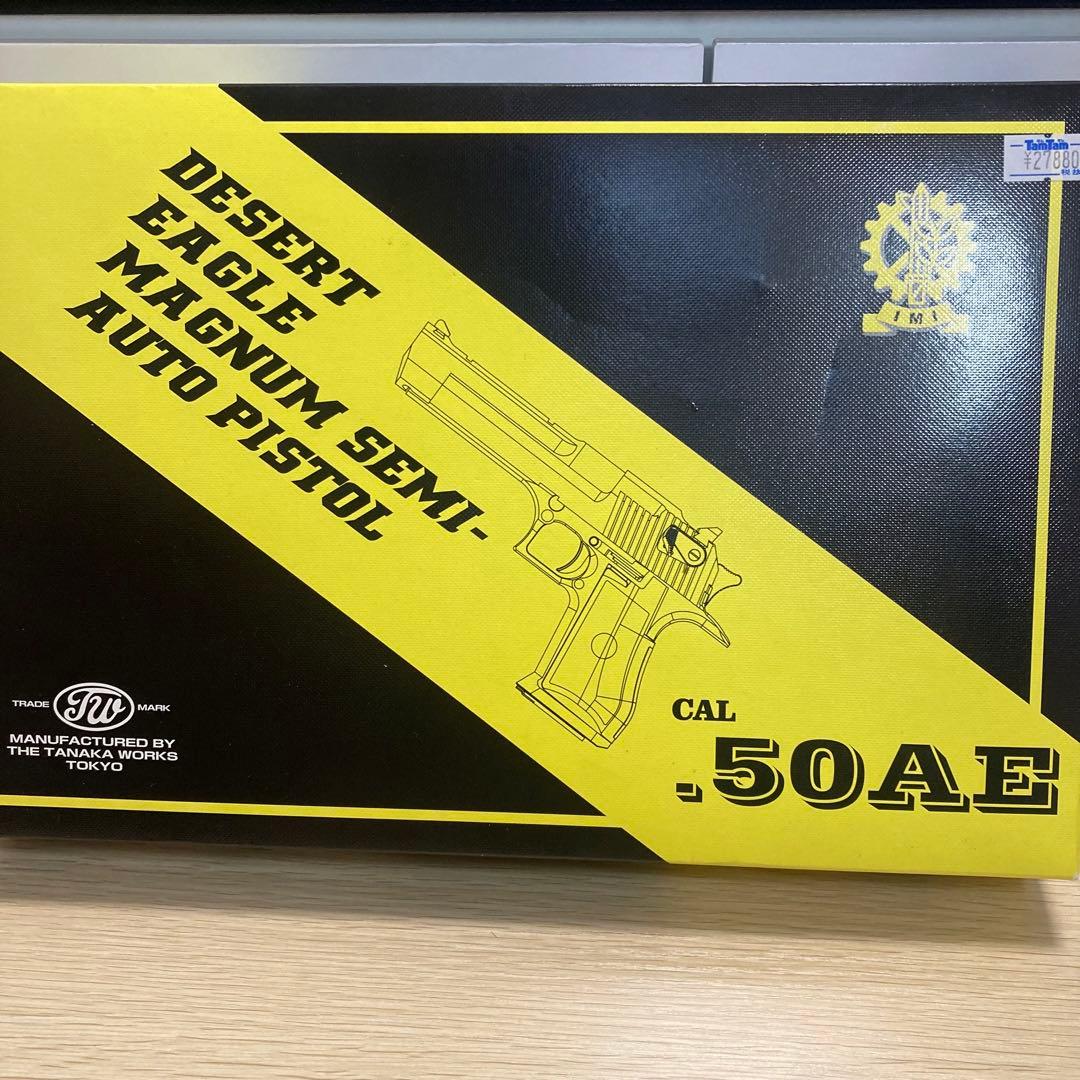 DESERT
EAGLE
MAGNUM SEMI-
AUTO PISTOL
TamTam
¥27880
税抜
IMI
CAL
.50AE
TRADE TW MARK
MANUFACTURED BY
THE TANAKA WORKS
TOKYO